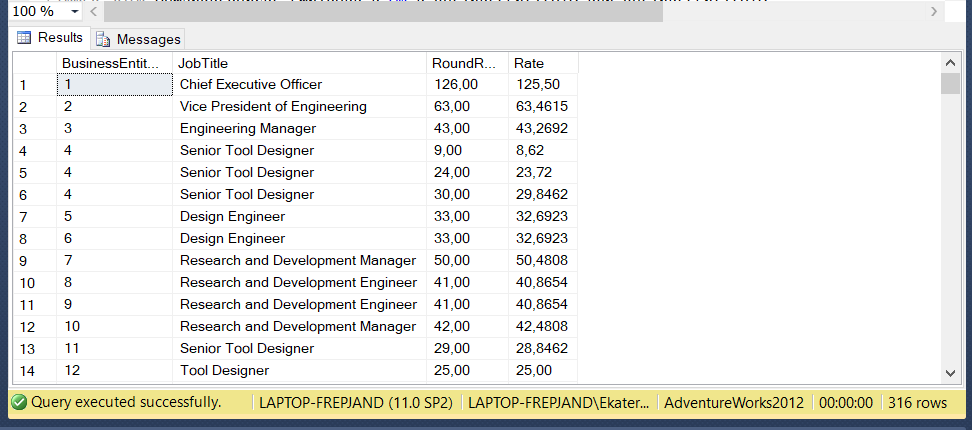 100 %
Results Messages
BusinessEntit... JobTitle RoundR... Rate
1 1 Chief Executive Officer 126,00 125,50
2 2 Vice President of Engineering 63,00 63,4615
3 3 Engineering Manager 43,00 43,2692
4 4 Senior Tool Designer 9,00 8,62
5 4 Senior Tool Designer 24,00 23,72
6 4 Senior Tool Designer 30,00 29,8462
7 5 Design Engineer 33,00 32,6923
8 6 Design Engineer 33,00 32,6923
9 7 Research and Development Manager 50,00 50,4808
10 8 Research and Development Engineer 41,00 40,8654
11 9 Research and Development Engineer 41,00 40,8654
12 10 Research and Development Manager 42,00 42,4808
13 11 Senior Tool Designer 29,00 28,8462
14 12 Tool Designer 25,00 25,00
Query executed successfully. LAPTOP-FREPJAND (11.0 SP2) LAPTOP-FREPJAND\Ekater... AdventureWorks2012 00:00:00 316 rows